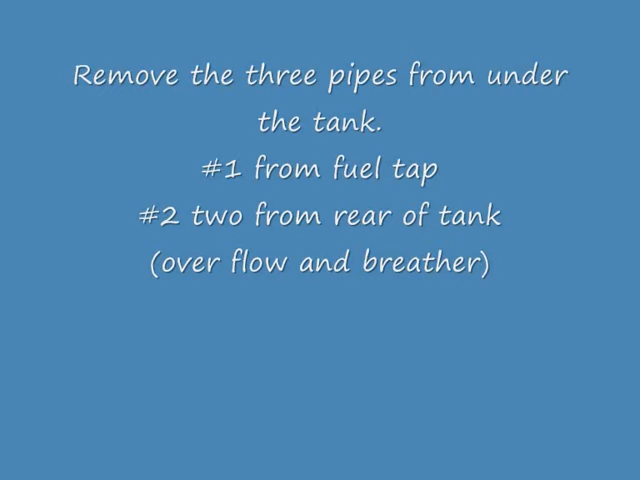 Remove the three pipes from under
the tank.
#1 from fuel tap
#2 two from rear of tank
(over flow and breather)